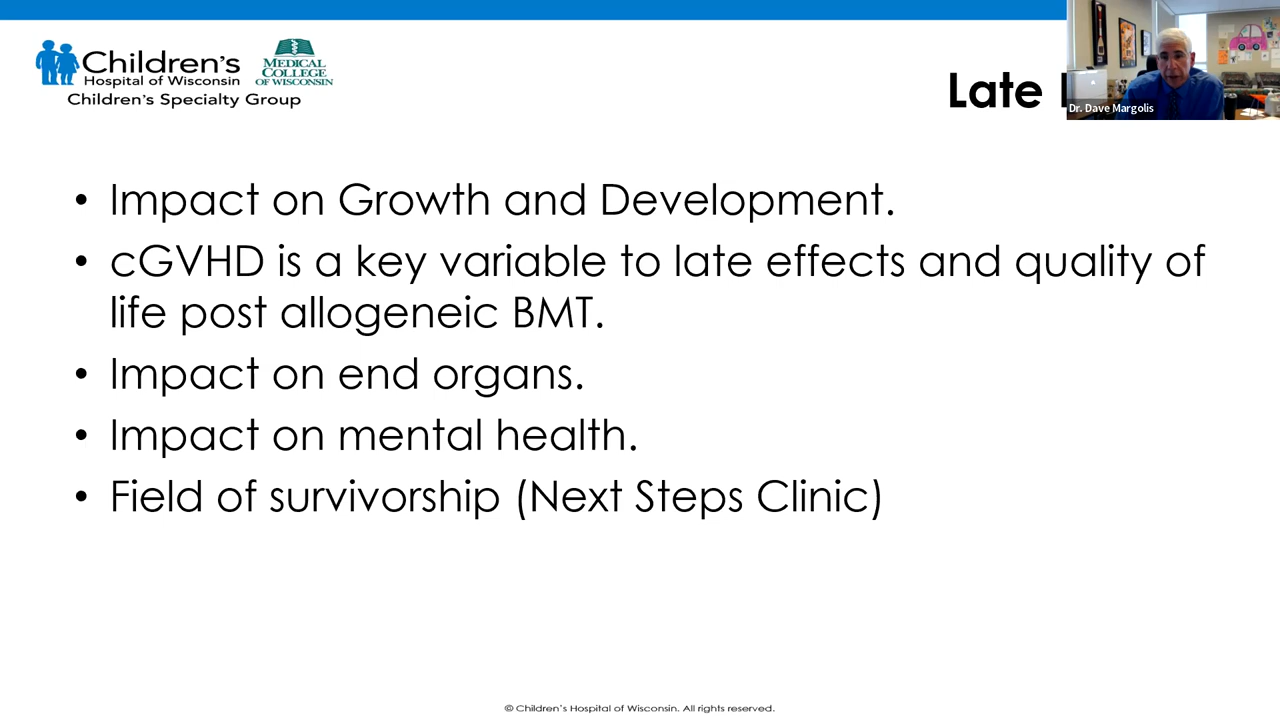 Children's
Hospital of Wisconsin
Children's Specialty Group
MEDICAL
COLLEGE
OF WISCONSIN
Late
Dr. Dave Margolis
• Impact on Growth and Development.
• cGVHD is a key variable to late effects and quality of
life post allogeneic BMT.
• Impact on end organs.
• Impact on mental health.
• Field of survivorship (Next Steps Clinic)
© Children's Hospital of Wisconsin. All rights reserved.